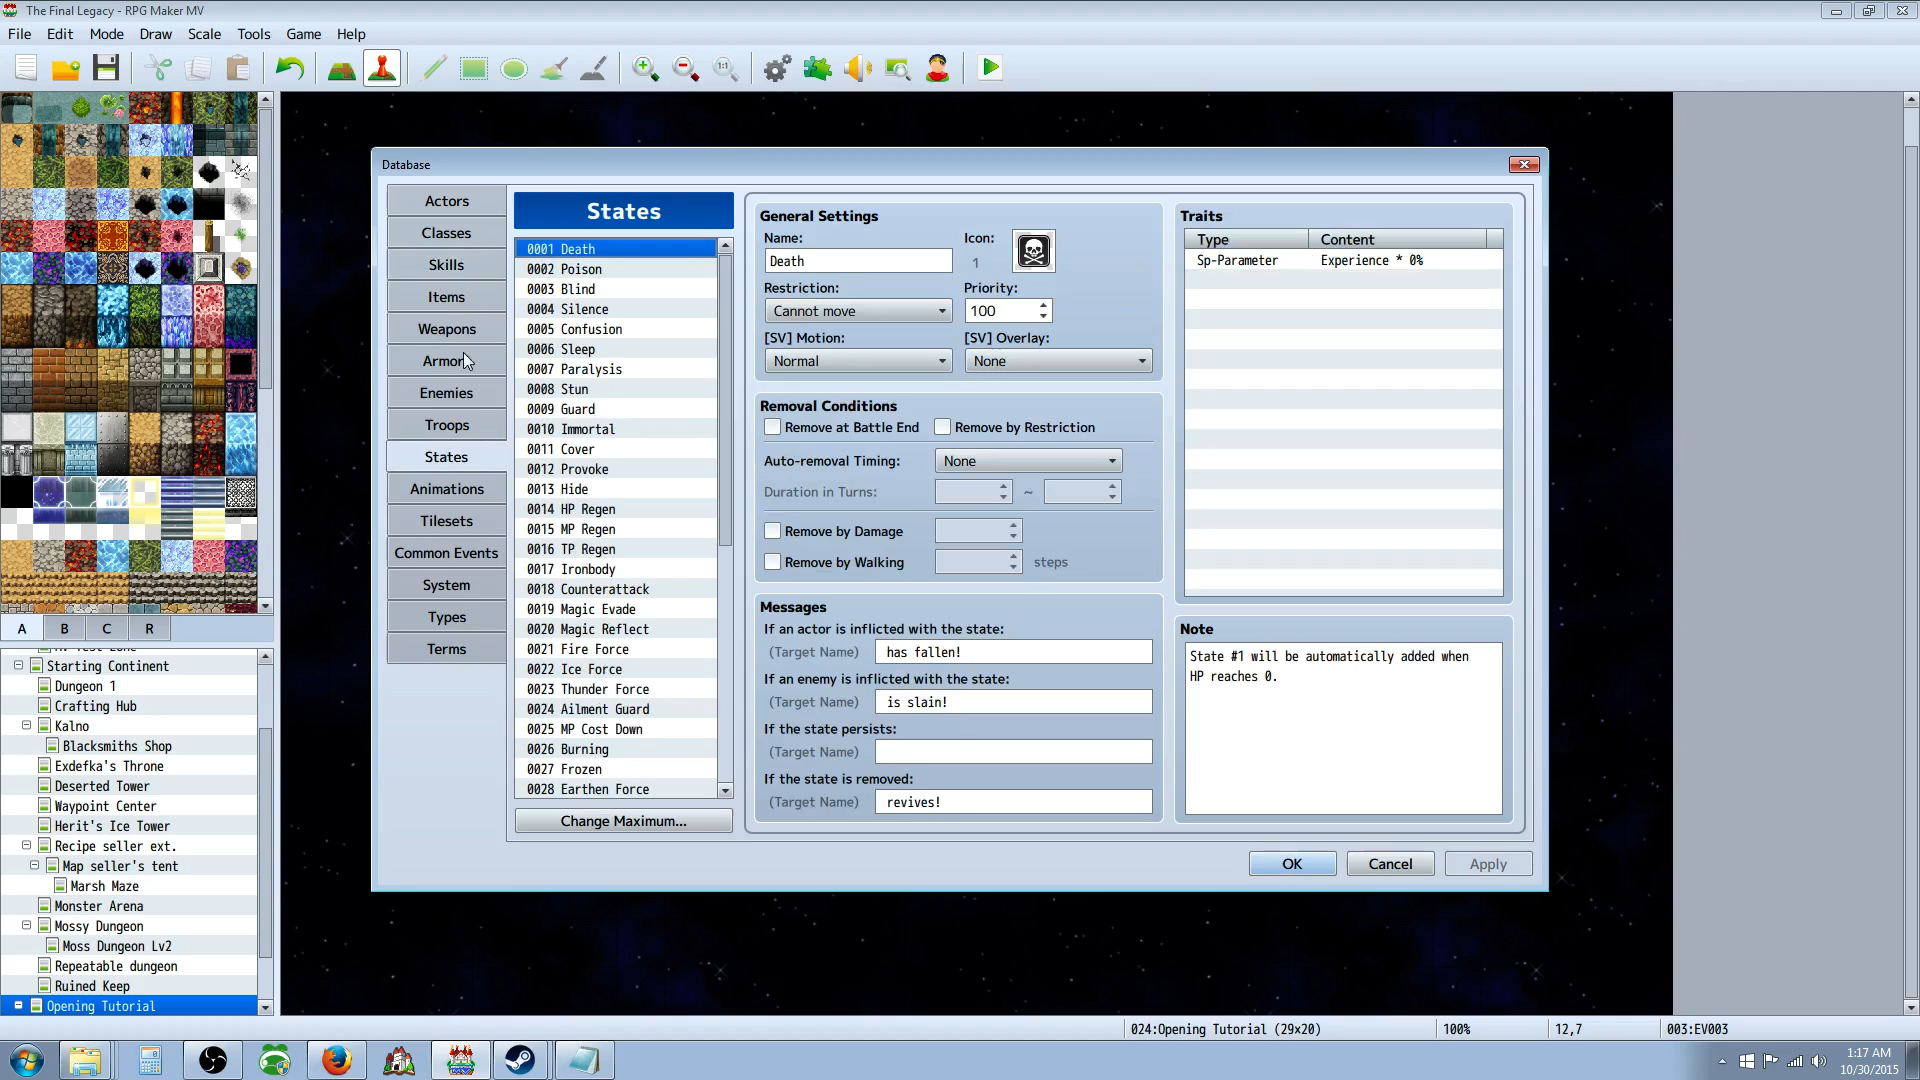 The Final Legacy - RPG Maker MV
File Edit Mode Draw Scale Tools Game Help
1:1
Database
Actors
Classes
Skills
Items
Weapons
Armor
Enemies
Troops
States
Animations
Tilesets
Common Events
System
Types
Terms
States
0001 Death
0002 Poison
0003 Blind
0004 Silence
0005 Confusion
0006 Sleep
0007 Paralysis
0008 Stun
0009 Guard
0010 Immortal
0011 Cover
0012 Provoke
0013 Hide
0014 HP Regen
0015 MP Regen
0016 TP Regen
0017 Ironbody
0018 Counterattack
0019 Magic Evade
0020 Magic Reflect
0021 Fire Force
0022 Ice Force
0023 Thunder Force
0024 Ailment Guard
0025 MP Cost Down
0026 Burning
0027 Frozen
0028 Earthen Force
Change Maximum...
General Settings
Name: Icon:
Death 1
Restriction: Priority:
Cannot move 100
[SV] Motion: [SV] Overlay:
Normal None
Removal Conditions
Remove at Battle End Remove by Restriction
Auto-removal Timing: None
Duration in Turns: ~
Remove by Damage
Remove by Walking steps
Messages
If an actor is inflicted with the state:
(Target Name) has fallen!
If an enemy is inflicted with the state:
(Target Name) is slain!
If the state persists:
(Target Name)
If the state is removed:
(Target Name) revives!
Traits
Type Content
Sp-Parameter Experience * 0%
Note
State #1 will be automatically added when
HP reaches 0.
OK Cancel Apply
A B C R
Starting Continent
Dungeon 1
Crafting Hub
Kalno
Blacksmiths Shop
Exdefka's Throne
Deserted Tower
Waypoint Center
Herit's Ice Tower
Recipe seller ext.
Map seller's tent
Marsh Maze
Monster Arena
Mossy Dungeon
Moss Dungeon Lv2
Repeatable dungeon
Ruined Keep
Opening Tutorial
024:Opening Tutorial (29x20) 100% 12,7 003:EV003
1:17 AM
10/30/2015